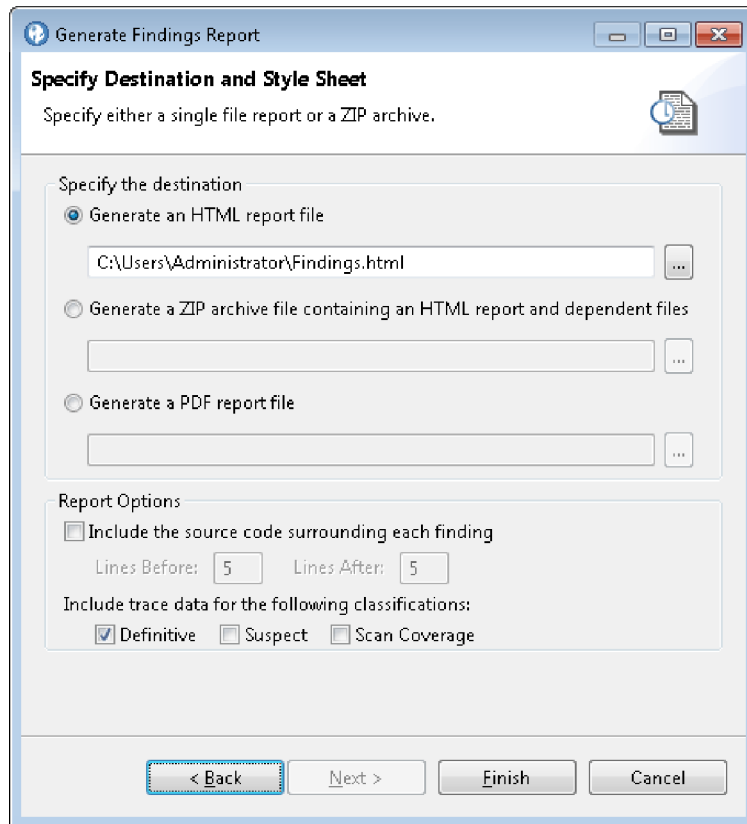 Generate Findings Report
Specify Destination and Style Sheet
Specify either a single file report or a ZIP archive.
Specify the destination
Generate an HTML report file
C:\Users\Administrator\Findings.html
...
Generate a ZIP archive file containing an HTML report and dependent files
...
Generate a PDF report file
...
Report Options
Include the source code surrounding each finding
Lines Before: 5 Lines After: 5
Include trace data for the following classifications:
Definitive Suspect Scan Coverage
< Back Next > Finish Cancel